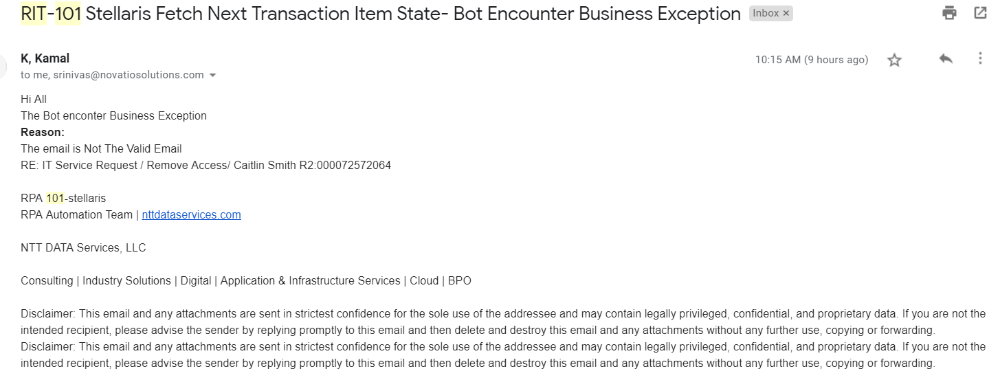 RIT-101 Stellaris Fetch Next Transaction Item State- Bot Encounter Business Exception Inbox ×
K, Kamal
10:15 AM (9 hours ago)
to me, srinivas@novatiosolutions.com
Hi All
The Bot enconter Business Exception
Reason:
The email is Not The Valid Email
RE: IT Service Request / Remove Access/ Caitlin Smith R2:000072572064
RPA 101-stellaris
RPA Automation Team | nttdataservices.com
NTT DATA Services, LLC
Consulting | Industry Solutions | Digital | Application & Infrastructure Services | Cloud | BPO
Disclaimer: This email and any attachments are sent in strictest confidence for the sole use of the addressee and may contain legally privileged, confidential, and proprietary data. If you are not the
intended recipient, please advise the sender by replying promptly to this email and then delete and destroy this email and any attachments without any further use, copying or forwarding.
Disclaimer: This email and any attachments are sent in strictest confidence for the sole use of the addressee and may contain legally privileged, confidential, and proprietary data. If you are not the
intended recipient, please advise the sender by replying promptly to this email and then delete and destroy this email and any attachments without any further use, copying or forwarding.